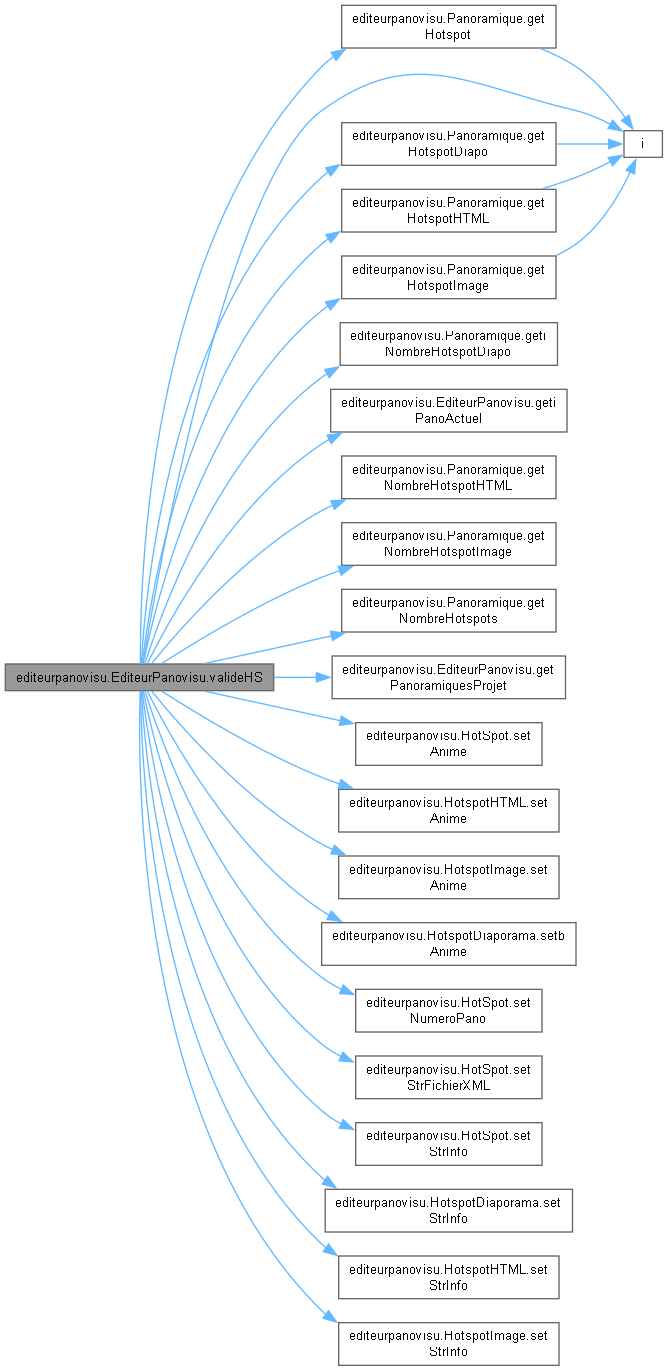 editeurpanovisu.Panoramique.get
Hotspot
editeurpanovisu.Panoramique.get
HotspotDiapo
i
editeurpanovisu.Panoramique.get
HotspotHTML
editeurpanovisu.Panoramique.get
HotspotImage
editeurpanovisu.Panoramique.geti
NombreHotspotDiapo
editeurpanovisu.EditeurPanovisu.geti
PanoActuel
editeurpanovisu.Panoramique.get
NombreHotspotHTML
editeurpanovisu.Panoramique.get
NombreHotspotImage
editeurpanovisu.Panoramique.get
NombreHotspots
editeurpanovisu.EditeurPanovisu.valideHS
editeurpanovisu.EditeurPanovisu.get
PanoramiquesProjet
editeurpanovisu.HotSpot.set
Anime
editeurpanovisu.HotspotHTML.set
Anime
editeurpanovisu.HotspotImage.set
Anime
editeurpanovisu.HotspotDiaporama.setb
Anime
editeurpanovisu.HotSpot.set
NumeroPano
editeurpanovisu.HotSpot.set
StrFichierXML
editeurpanovisu.HotSpot.set
StrInfo
editeurpanovisu.HotspotDiaporama.set
StrInfo
editeurpanovisu.HotspotHTML.set
StrInfo
editeurpanovisu.HotspotImage.set
StrInfo